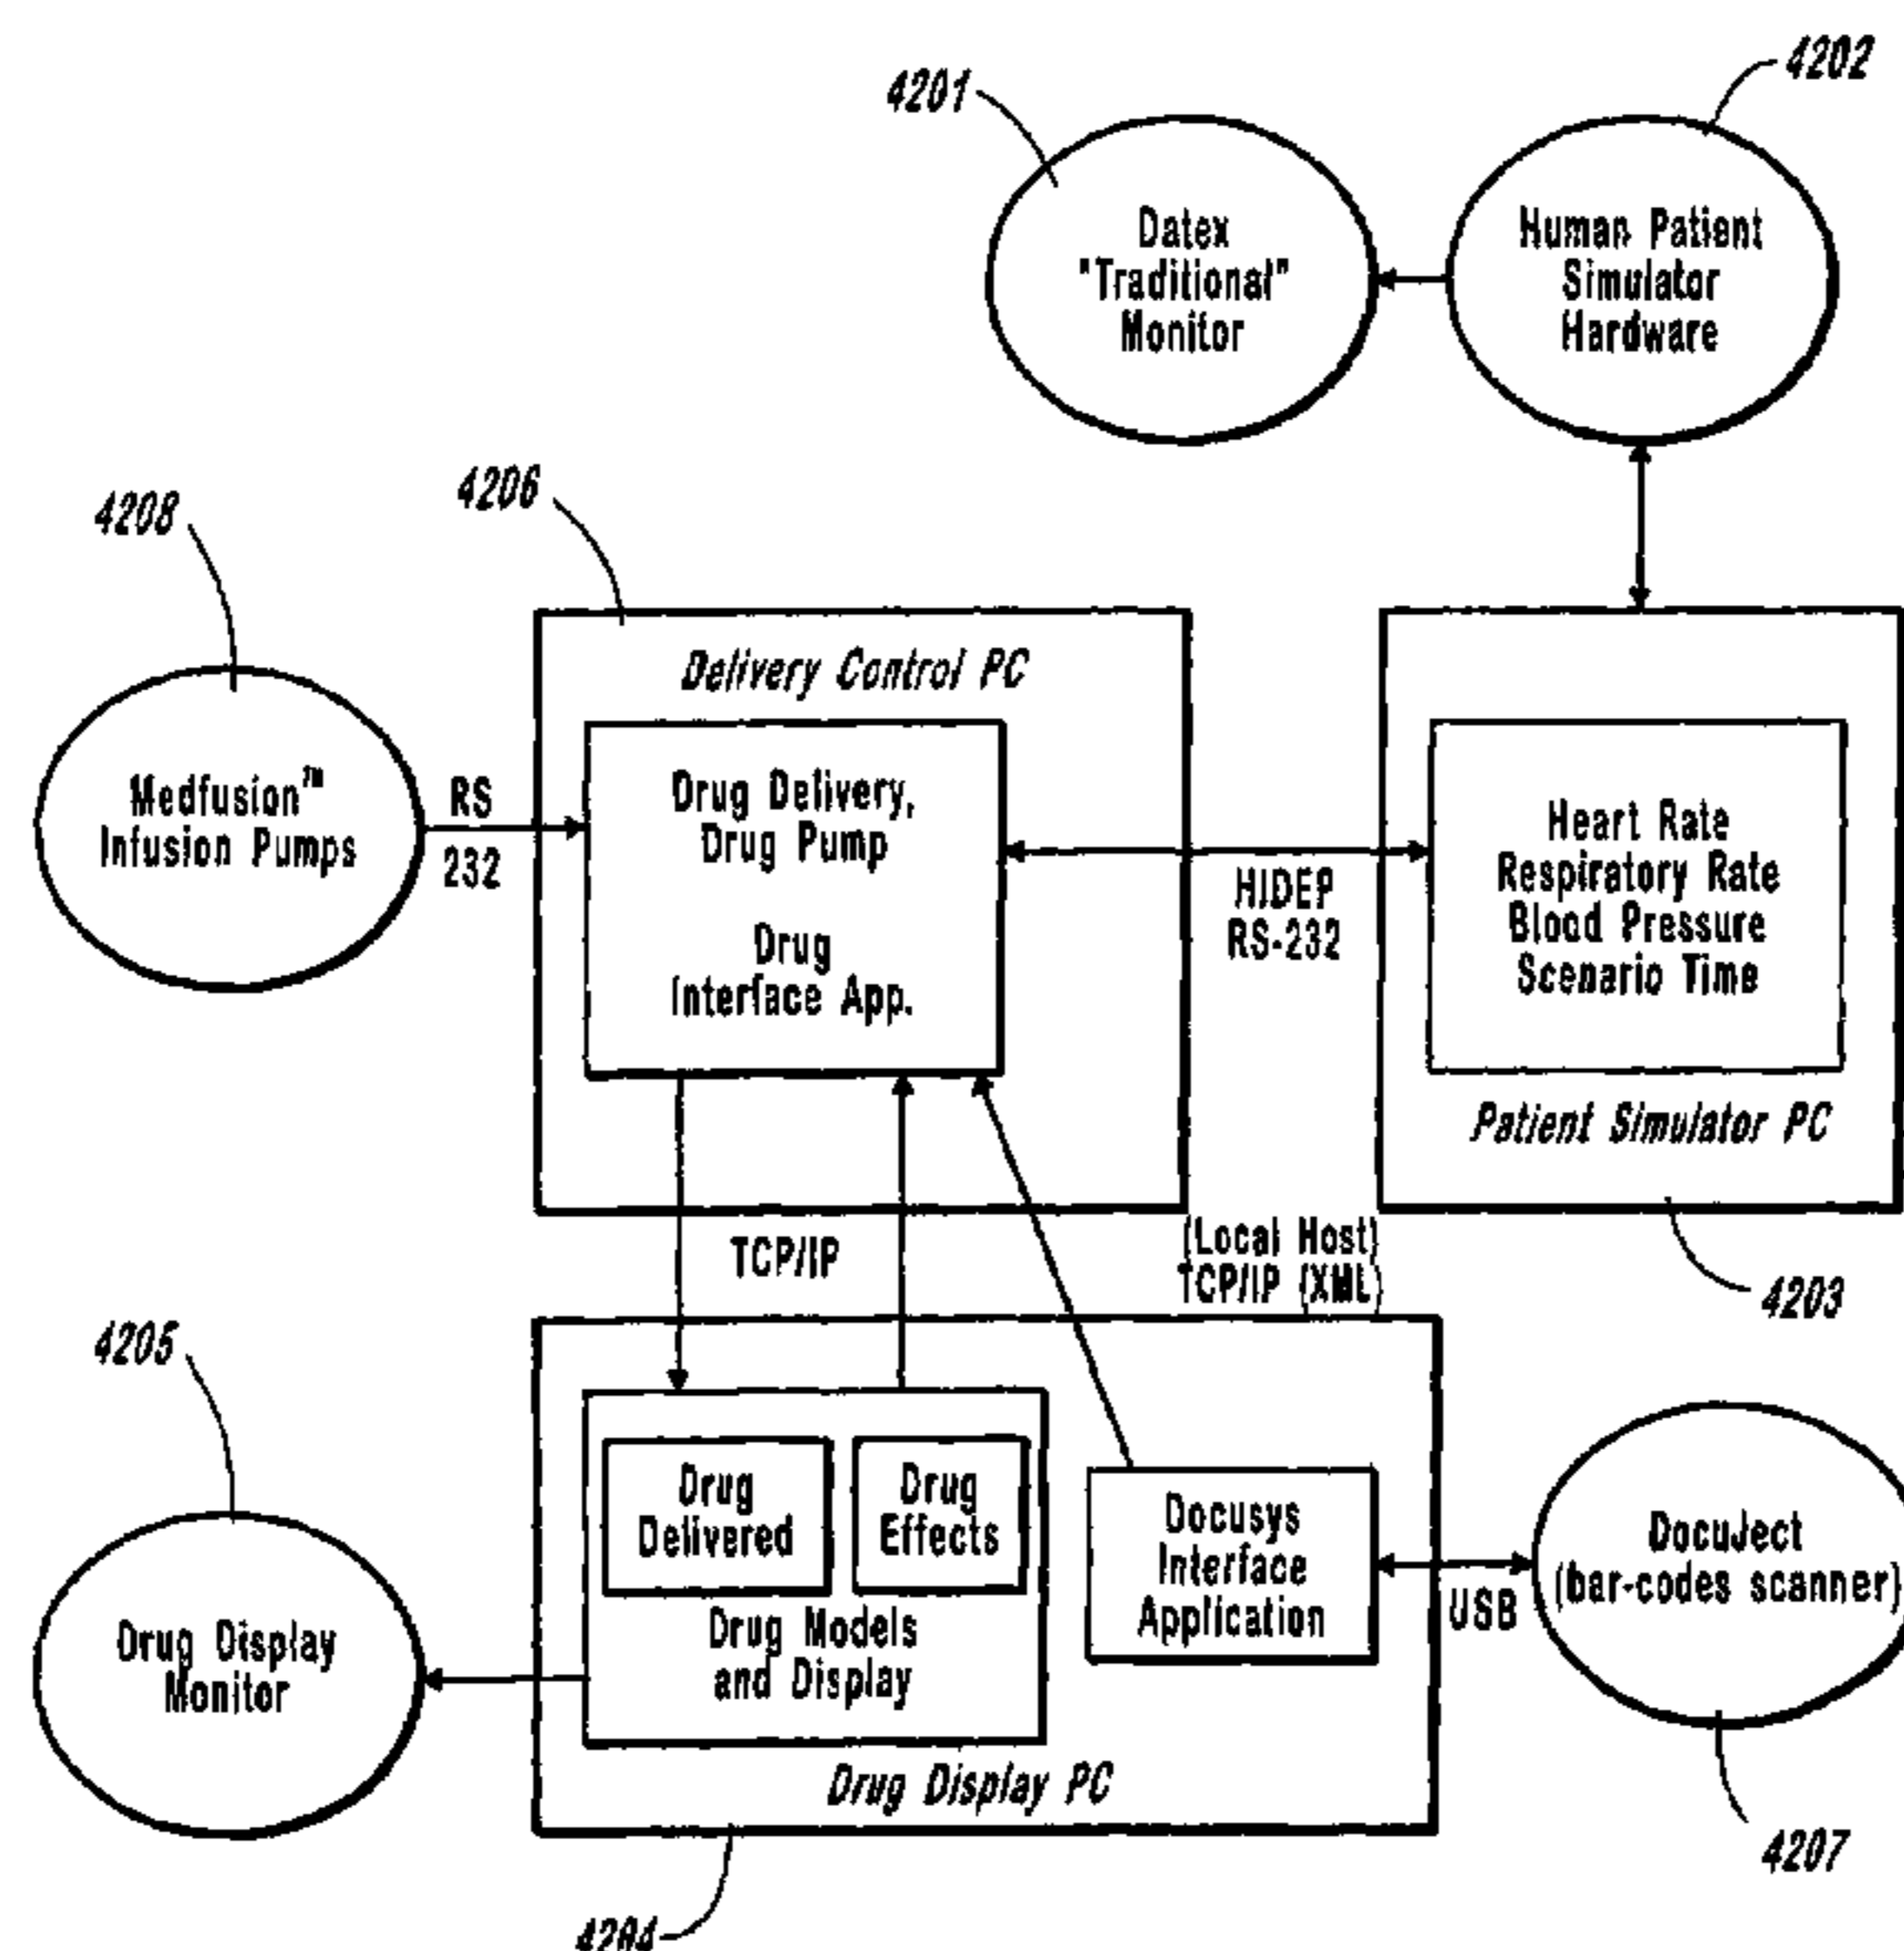 4201
4202
Datex
"Traditional"
Monitor
Human Patient
Simulator
Hardware
4208
4206
Delivery Control PC
Medfusion™
Infusion Pumps
RS
232
Drug Delivery,
Drug Pump
Drug
Interface App.
HIDEP
RS-232
Heart Rate
Respiratory Rate
Blood Pressure
Scenario Time
Patient Simulator PC
4203
TCP/IP
(Local Host)
TCP/IP (XML)
4205
Drug Display
Monitor
Drug
Delivered
Drug
Effects
Drug Models
and Display
Docusys
Interface
Application
USB
DocuJect
(bar-codes scanner)
Drug Display PC
4207
4204